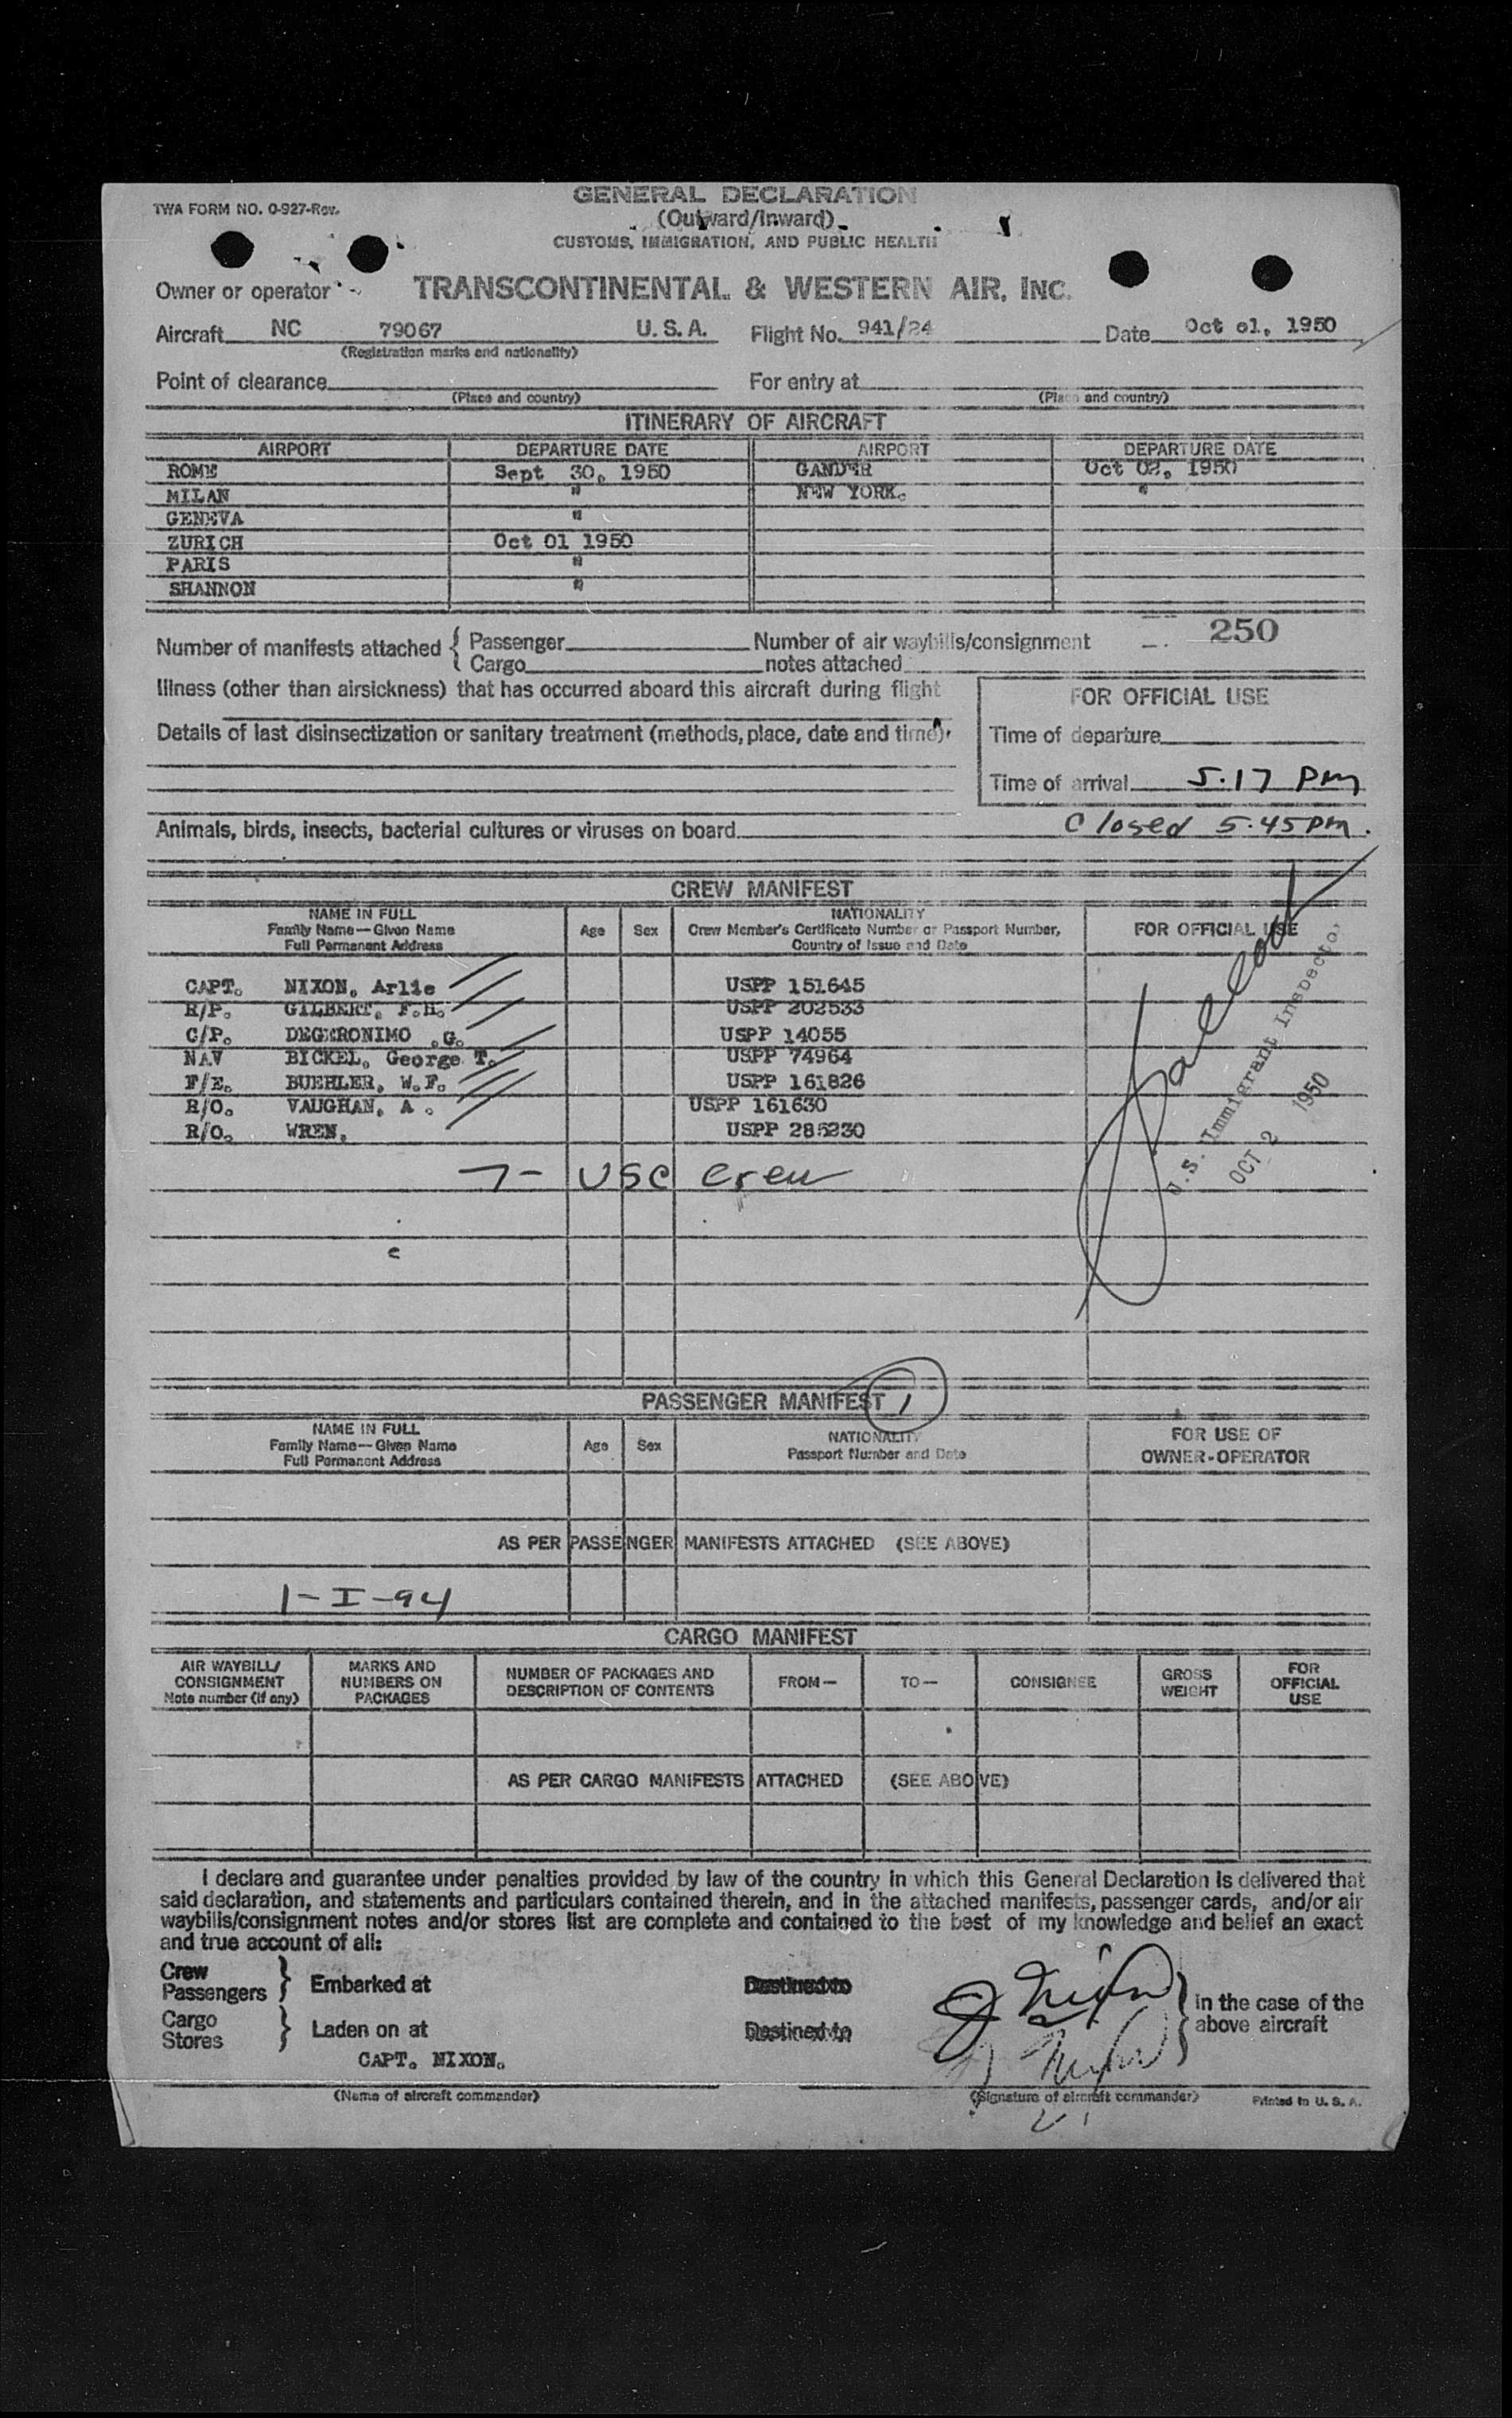 TWA FORM NO. 0-927-Rev.
GENERAL DECLARATION
(Outward/Inward)
CUSTOMS, IMMIGRATION, AND PUBLIC HEALTH
Owner or operator TRANSCONTINENTAL & WESTERN AIR, INC.
Aircraft NC 79067 U. S. A. Flight No. 941/24 Date Oct 01, 1950
(Registration marks and nationality)
Point of clearance For entry at
(Place and country) (Place and country)
ITINERARY OF AIRCRAFT
AIRPORT DEPARTURE DATE AIRPORT DEPARTURE DATE
ROME Sept 30, 1950 GANDER Oct 02, 1950
MILAN " NEW YORK. "
GENEVA "
ZURICH Oct 01 1950
PARIS "
SHANNON "
250
Number of manifests attached { Passenger Number of air waybills/consignment
Cargo notes attached
Illness (other than airsickness) that has occurred aboard this aircraft during flight
FOR OFFICIAL USE
Details of last disinsectization or sanitary treatment (methods, place, date and time)
Time of departure
Time of arrival 5.17 pm
Animals, birds, insects, bacterial cultures or viruses on board closed 5.45 pm.
CREW MANIFEST
NAME IN FULL
Family Name—Given Name
Full Permanent Address
Age Sex
NATIONALITY
Crew Member's Certificate Number or Passport Number,
Country of Issue and Date
FOR OFFICIAL USE
CAPT. NIXON, Arlie USPP 151645
R/P. GILBERT, F.H. USPP 202533
C/P. DEGERONIMO .G. USPP 14055
NAV BICKEL, George T. USPP 74964
F/E. BUEHLER, W.F. USPP 161826
R/O. VAUGHAN, A . USPP 161630
R/O. WREN, USPP 285230
U.S. Immigrant Inspector
OCT 2 1950
7- USC crew
PASSENGER MANIFEST 1
NAME IN FULL
Family Name—Given Name
Full Permanent Address
Age Sex
NATIONALITY
Passport Number and Date
FOR USE OF
OWNER-OPERATOR
AS PER PASSENGER MANIFESTS ATTACHED (SEE ABOVE)
1-I-94
CARGO MANIFEST
AIR WAYBILL/
CONSIGNMENT
Note number (if any)
MARKS AND
NUMBERS ON
PACKAGES
NUMBER OF PACKAGES AND
DESCRIPTION OF CONTENTS
FROM—
TO—
CONSIGNEE
GROSS
WEIGHT
FOR
OFFICIAL
USE
AS PER CARGO MANIFESTS ATTACHED (SEE ABOVE)
I declare and guarantee under penalties provided by law of the country in which this General Declaration is delivered that
said declaration, and statements and particulars contained therein, and in the attached manifests, passenger cards, and/or air
waybills/consignment notes and/or stores list are complete and contained to the best of my knowledge and belief an exact
and true account of all:
Crew
Passengers } Embarked at Destined to
Cargo
Stores } Laden on at Destined to
J Nixon
Nixon
in the case of the
above aircraft
CAPT. NIXON.
(Name of aircraft commander) (Signature of aircraft commander) Printed in U. S. A.